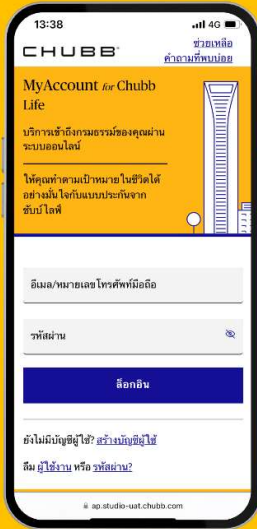 13:38
4G
CHUBB
ช่วยเหลือ
คำถามที่พบบ่อย
MyAccount for Chubb
Life
บริการเข้าถึงกรมธรรม์ของคุณผ่าน
ระบบออนไลน์
ให้คุณทำตามเป้าหมายในชีวิตได้
อย่างมั่นใจกับแบบประกันจาก
ชับบ์ ไลฟ์
อีเมล/หมายเลขโทรศัพท์มือถือ
รหัสผ่าน
ล็อกอิน
ยังไม่มีบัญชีผู้ใช้? สร้างบัญชีผู้ใช้
ลืม ผู้ใช้งาน หรือ รหัสผ่าน?
ap.studio-uat.chubb.com